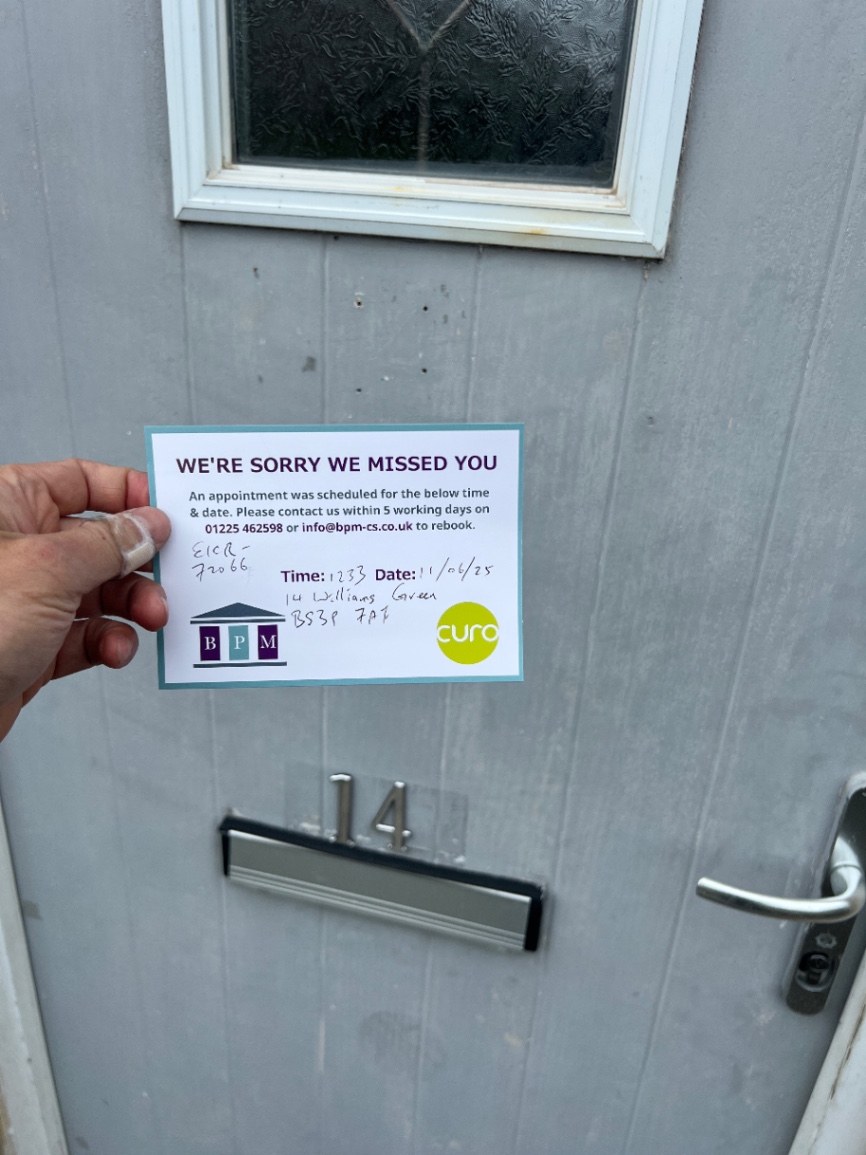 WE'RE SORRY WE MISSED YOU
An appointment was scheduled for the below time
& date. Please contact us within 5 working days on
01225 462598 or info@bpm-cs.co.uk to rebook.
EICR-
72066
Time: 1233 Date: 11/06/25
14 Williams Green
BPM
curo
14